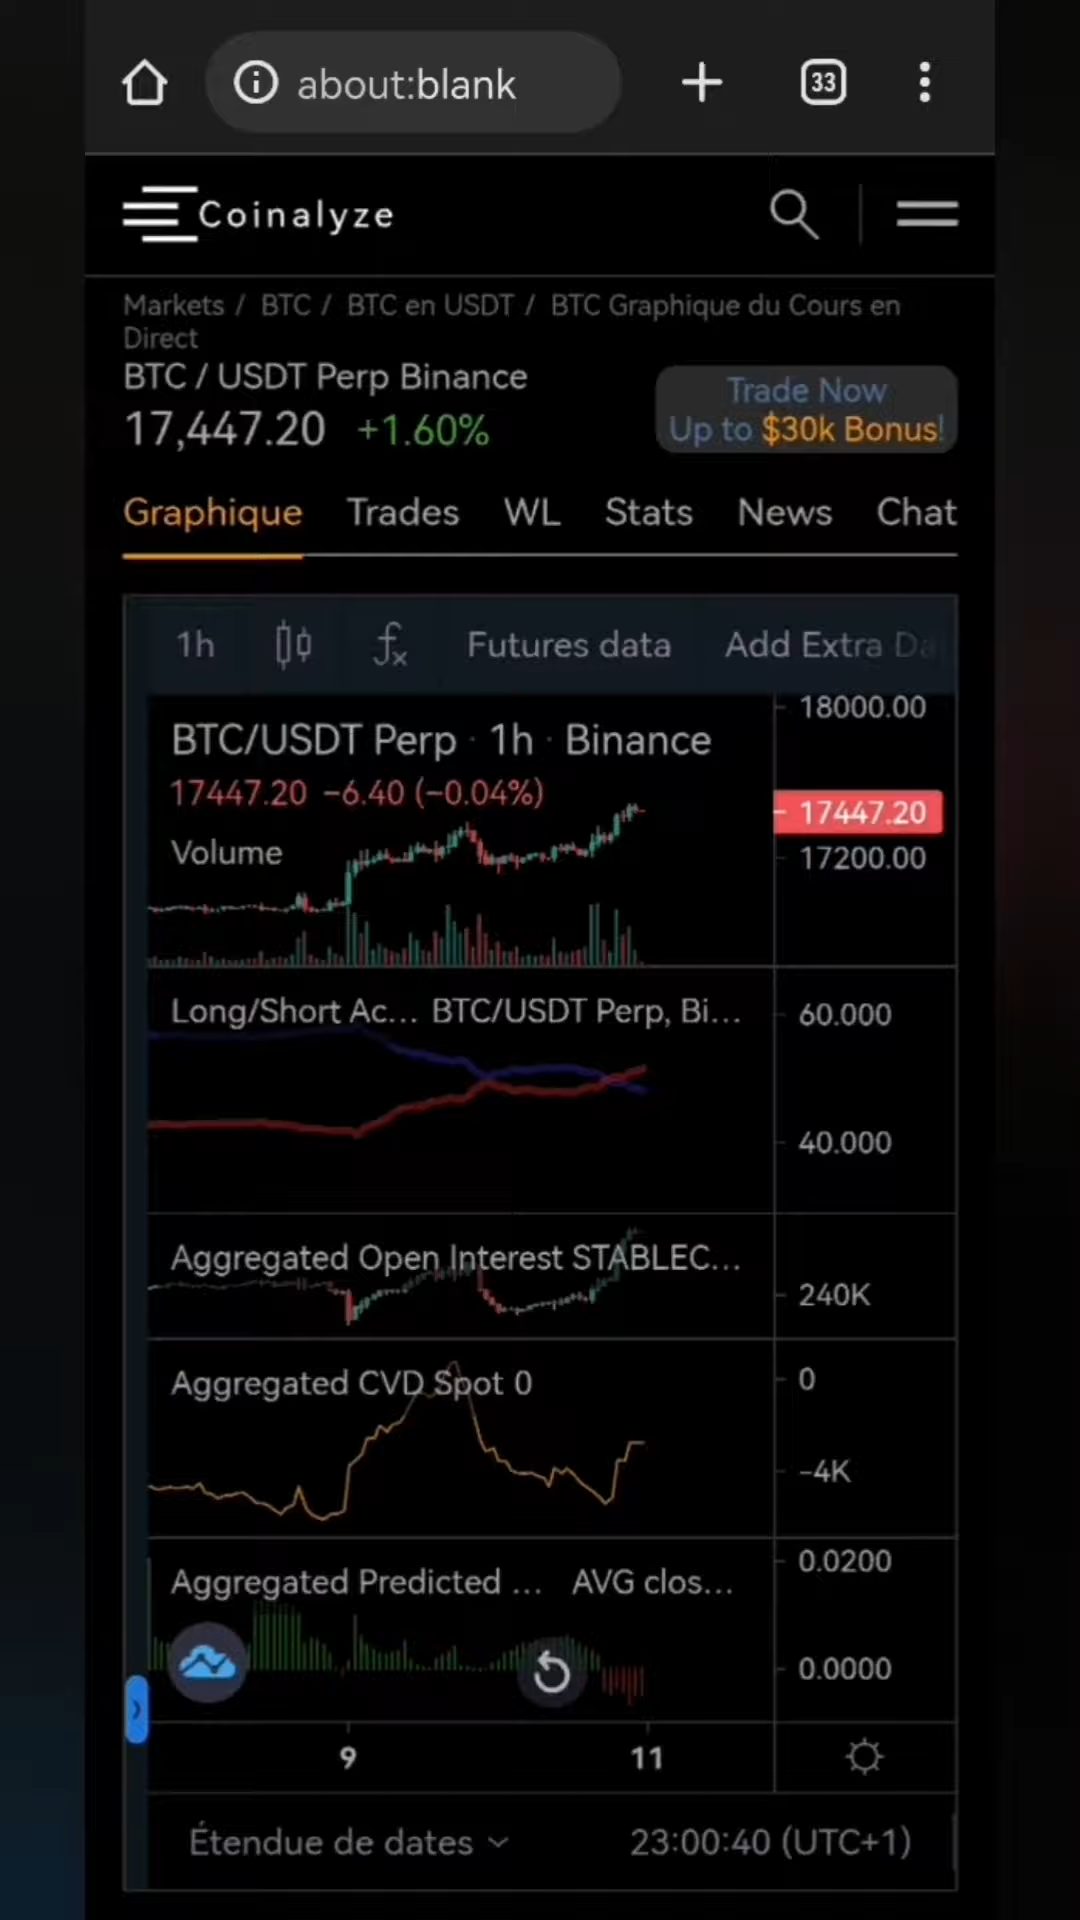 about:blank
33
Coinalyze
Markets / BTC / BTC en USDT / BTC Graphique du Cours en
Direct
BTC / USDT Perp Binance
17,447.20 +1.60%
Trade Now
Up to $30k Bonus!
Graphique Trades WL Stats News Chat
1h Futures data Add Extra Da
18000.00
BTC/USDT Perp · 1h · Binance
17447.20 −6.40 (−0.04%)
17447.20
Volume
17200.00
Long/Short Ac... BTC/USDT Perp, Bi...
60.000
40.000
Aggregated Open Interest STABLEC...
240K
Aggregated CVD Spot 0
0
-4K
Aggregated Predicted ... AVG clos...
0.0200
0.0000
9 11
Étendue de dates 23:00:40 (UTC+1)